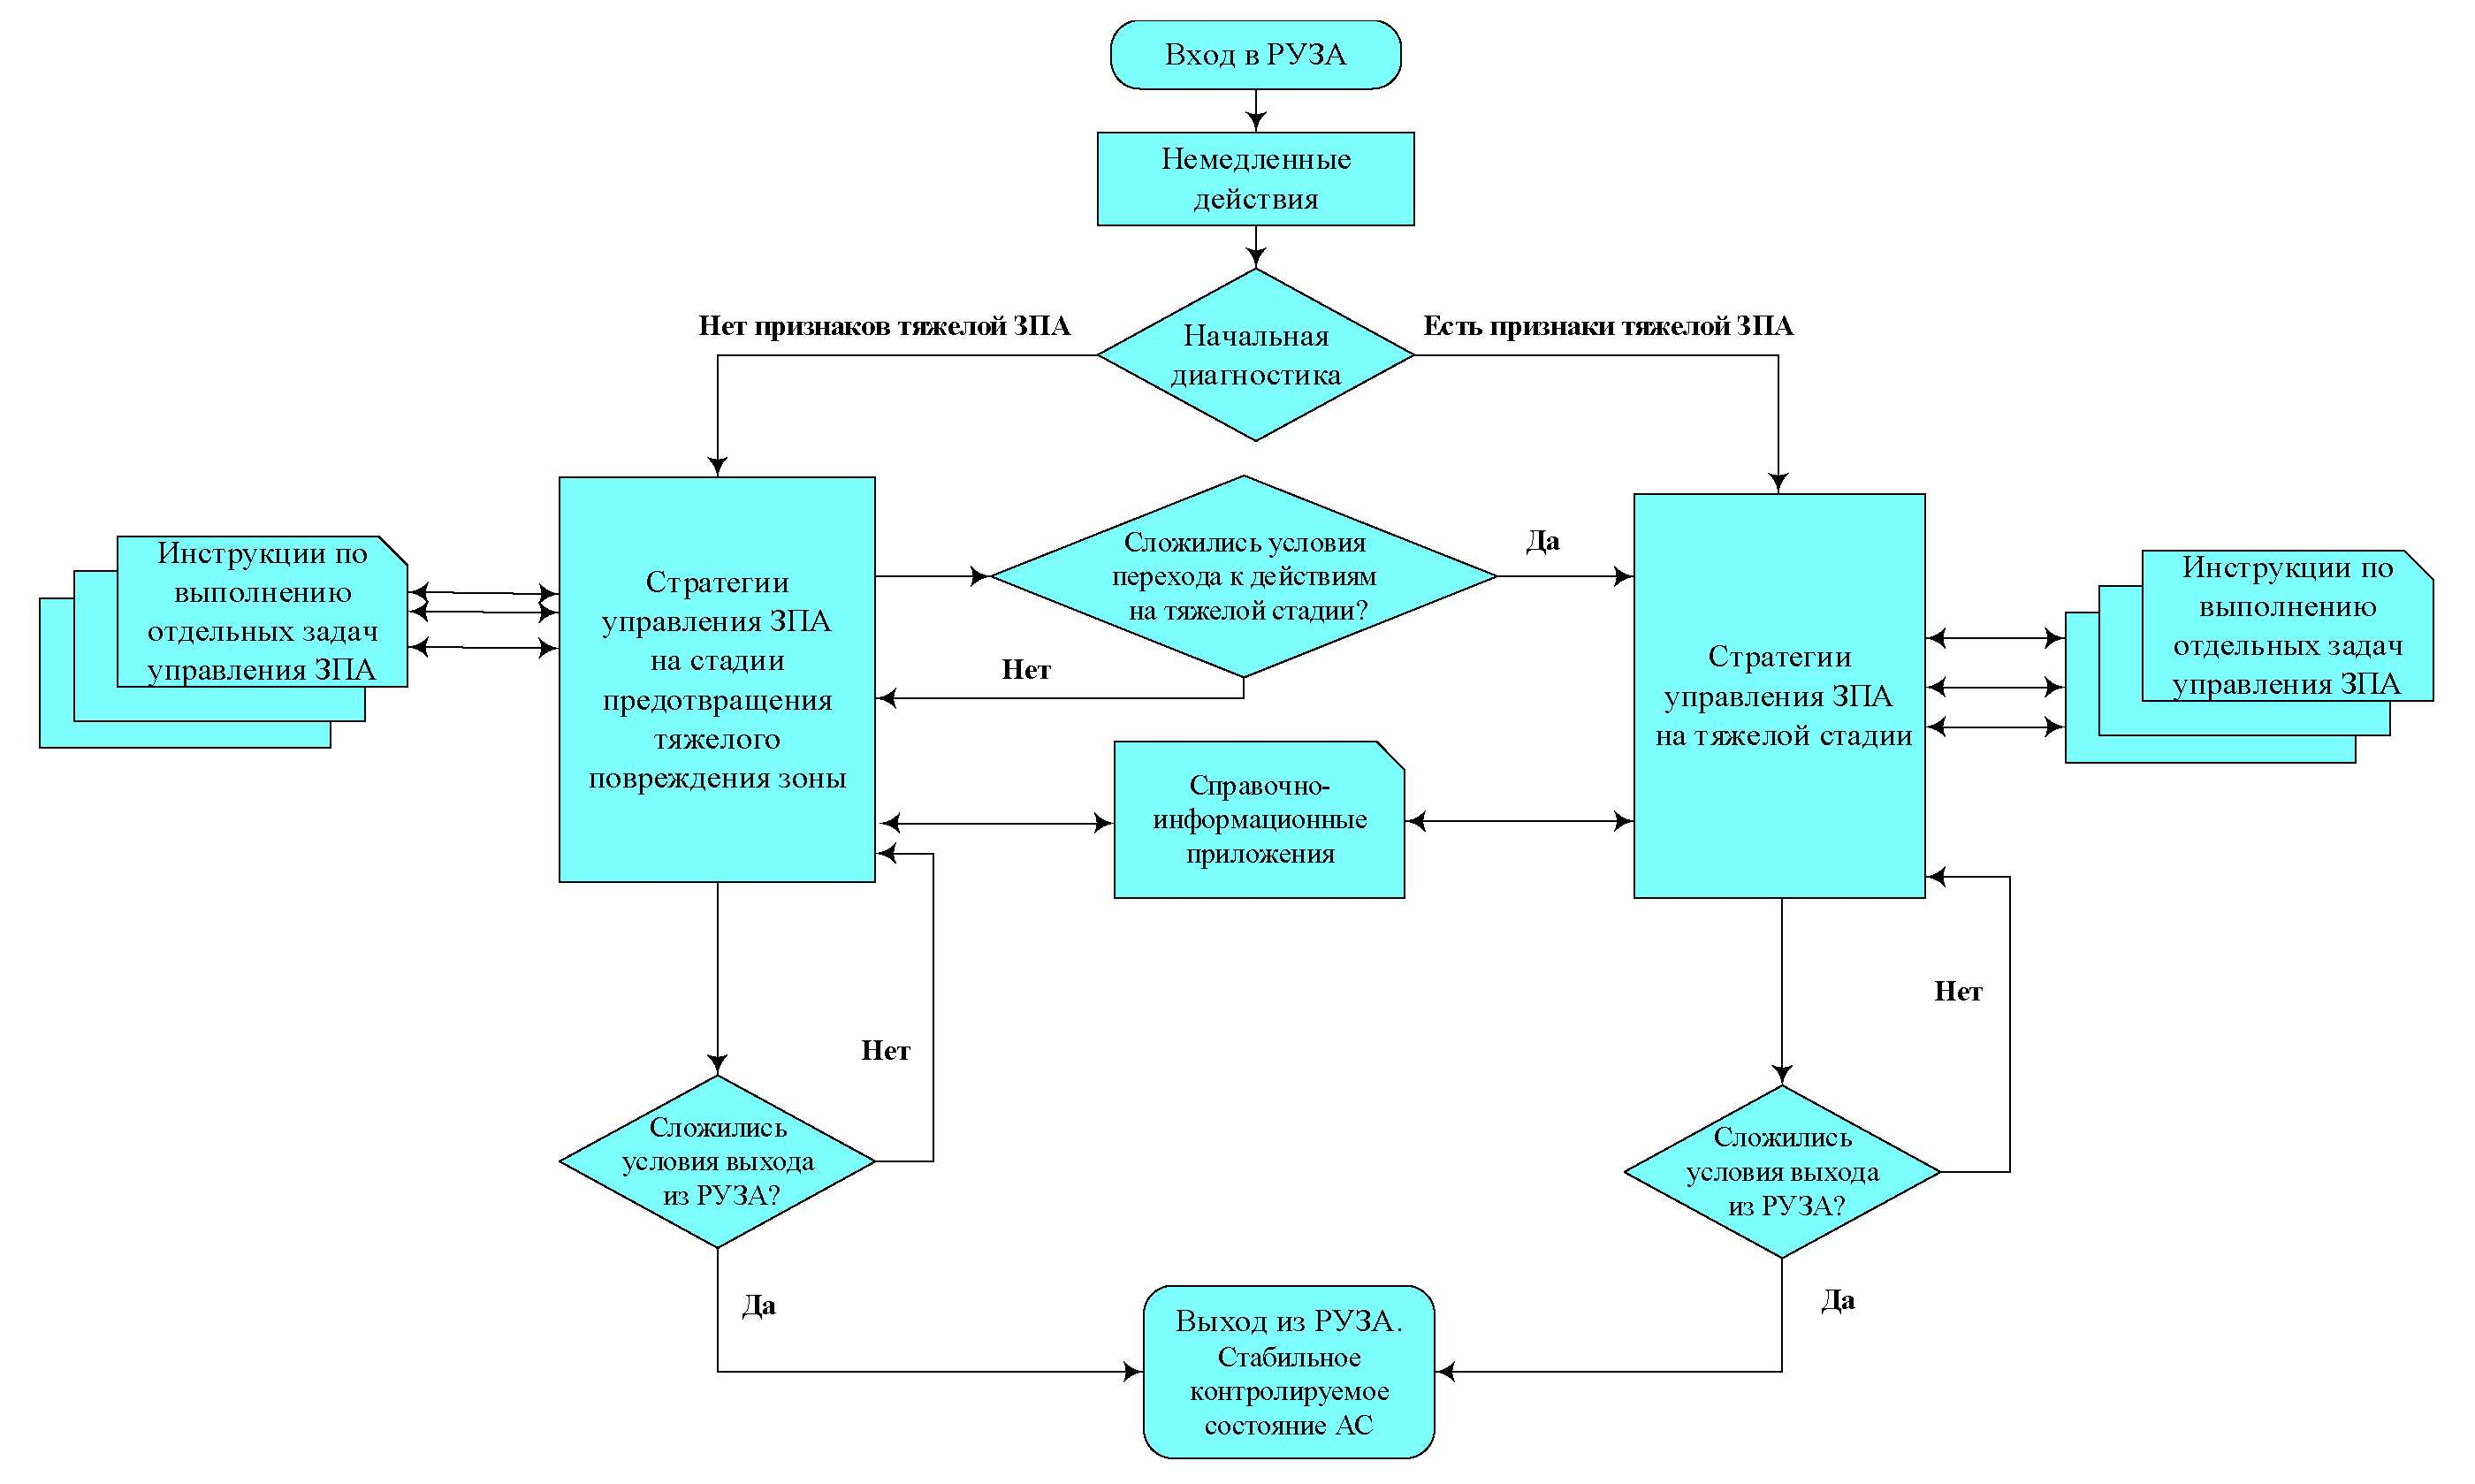 Вход в РУЗА
Немедленные
действия
Нет признаков тяжелой ЗПА
Начальная
диагностика
Есть признаки тяжелой ЗПА
Инструкции по
выполнению
отдельных задач
управления ЗПА
Стратегии
управления ЗПА
на стадии
предотвращения
тяжелого
повреждения зоны
Сложились условия
перехода к действиям
на тяжелой стадии?
Да
Нет
Стратегии
управления ЗПА
на тяжелой стадии
Инструкции по
выполнению
отдельных задач
управления ЗПА
Справочно-
информационные
приложения
Нет
Нет
Сложились
условия выхода
из РУЗА?
Сложились
условия выхода
из РУЗА?
Да
Да
Выход из РУЗА.
Стабильное
контролируемое
состояние АС